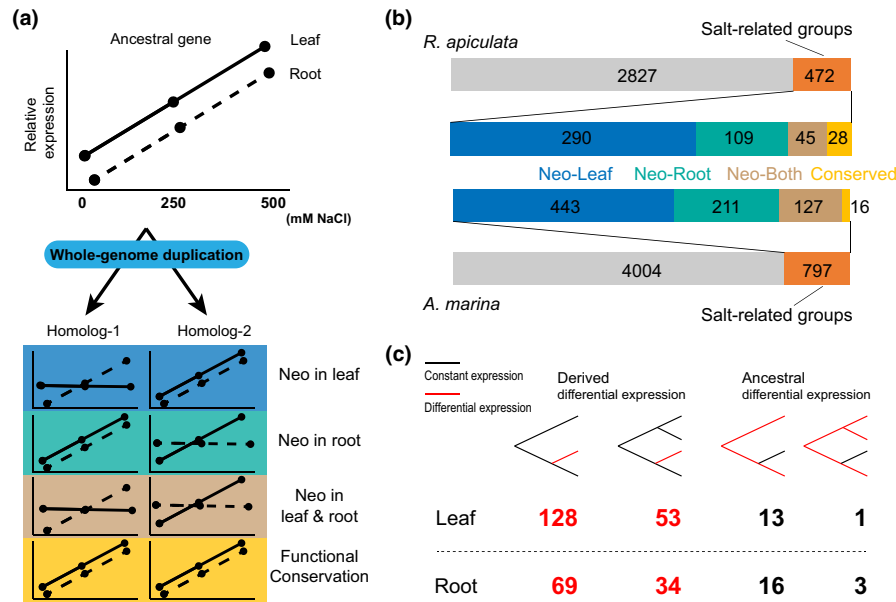 (a)
Ancestral gene
Leaf
Root
Relative
expression
0 250 500
(mM NaCl)
Whole-genome duplication
Homolog-1 Homolog-2
Neo in leaf
Neo in root
Neo in
leaf & root
Functional
Conservation
(b)
Salt-related groups
R. apiculata
2827 472
290 109 45 28
Neo-Leaf Neo-Root Neo-Both Conserved
443 211 127 16
4004 797
A. marina
Salt-related groups
(c)
Constant expression
Differential expression
Derived
differential expression
Ancestral
differential expression
Leaf 128 53 13 1
Root 69 34 16 3